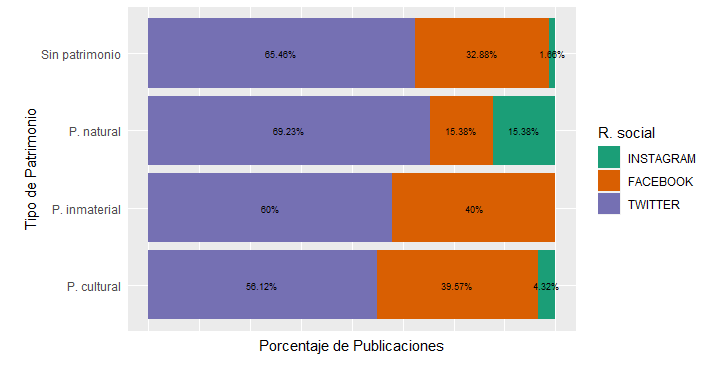 Sin patrimonio
65.46%
32.88%
1.66%
P. natural
69.23%
15.38%
15.38%
P. inmaterial
60%
40%
P. cultural
56.12%
39.57%
4.32%
Tipo de Patrimonio
Porcentaje de Publicaciones
R. social
INSTAGRAM
FACEBOOK
TWITTER